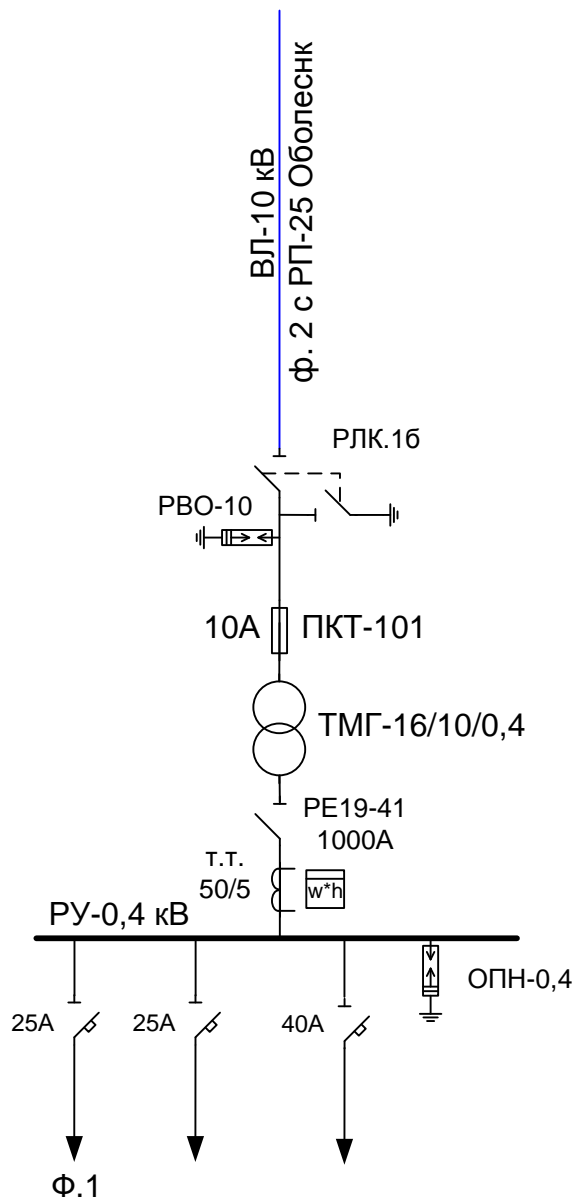 ВЛ-10 кВ
ф. 2 с РП-25 Оболеснк
РЛК.1б
РВО-10
10А
ПКТ-101
ТМГ-16/10/0,4
РЕ19-41
1000А
т.т.
50/5
w*h
РУ-0,4 кВ
ОПН-0,4
25А
25А
40А
Ф.1